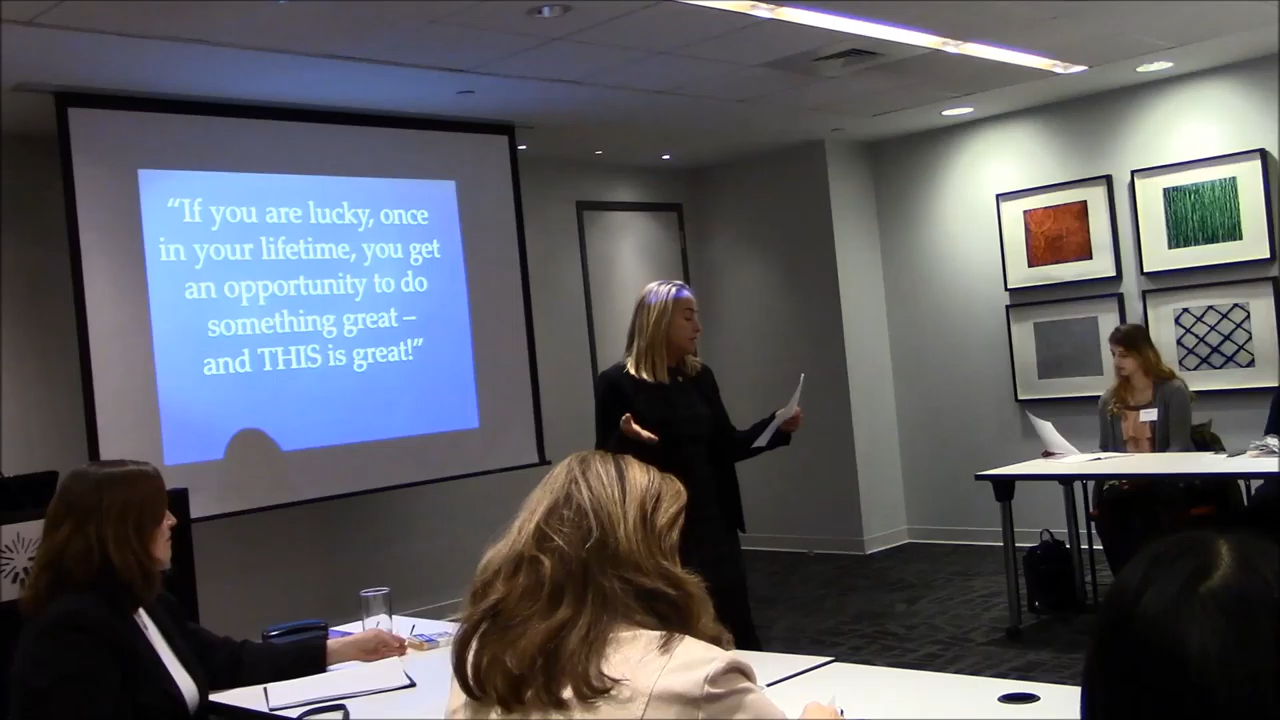 “If you are lucky, once
in your lifetime, you get
an opportunity to do
something great –
and THIS is great!”